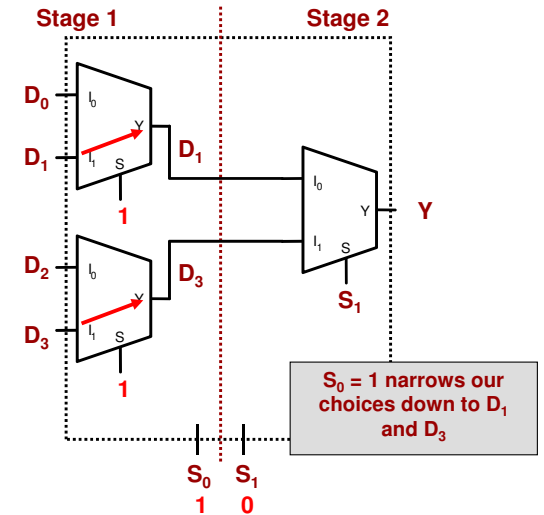 Stage 1
Stage 2
D0
I0
Y
D1
I1
S
D1
1
I0
Y
Y
I1
S
S1
D2
I0
D3
Y
D3
I1
S
1
S0 = 1 narrows our
choices down to D1
and D3
S0
S1
1
0